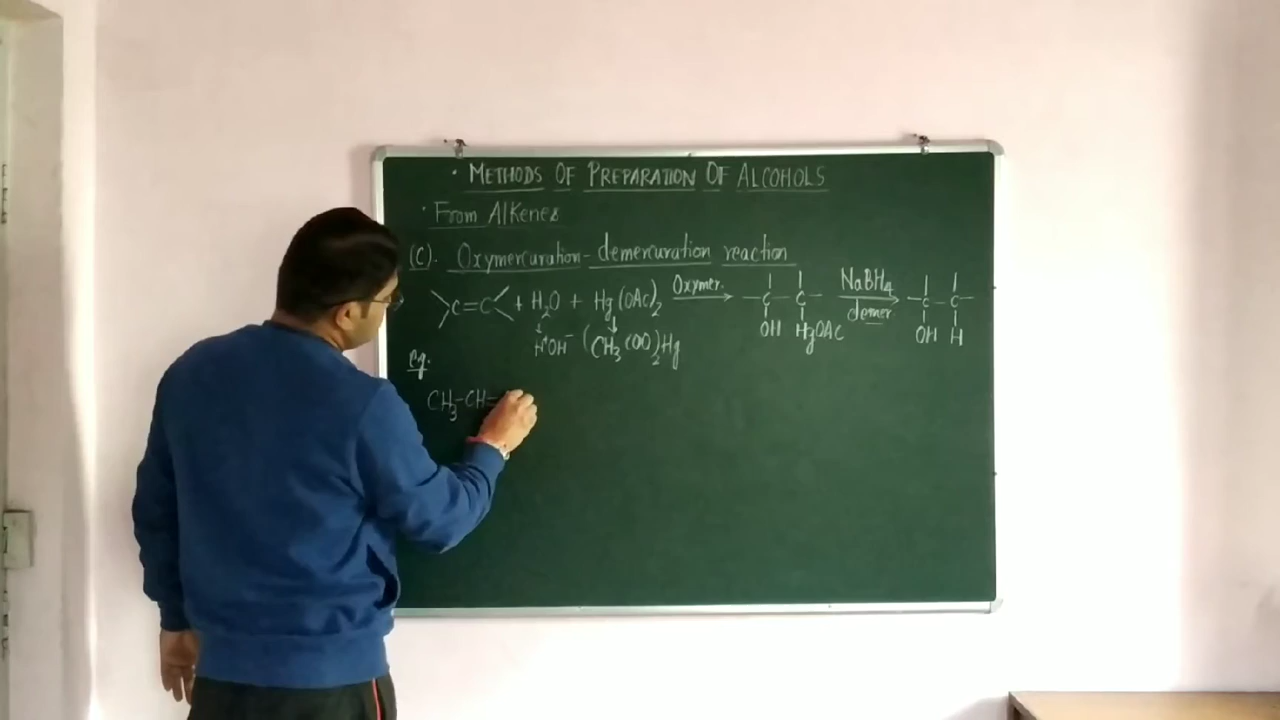 · METHODS OF PREPARATION OF ALCOHOLS
· From Alkenes
(C). Oxymercuration-demercuration reaction
C=C + H2O + Hg(OAc)2 Oxymer. → -C-C- NaBH4 demer → -C-C-
OH HgOAc OH H
H+OH- (CH3COO)2Hg
eg.
CH3-CH=